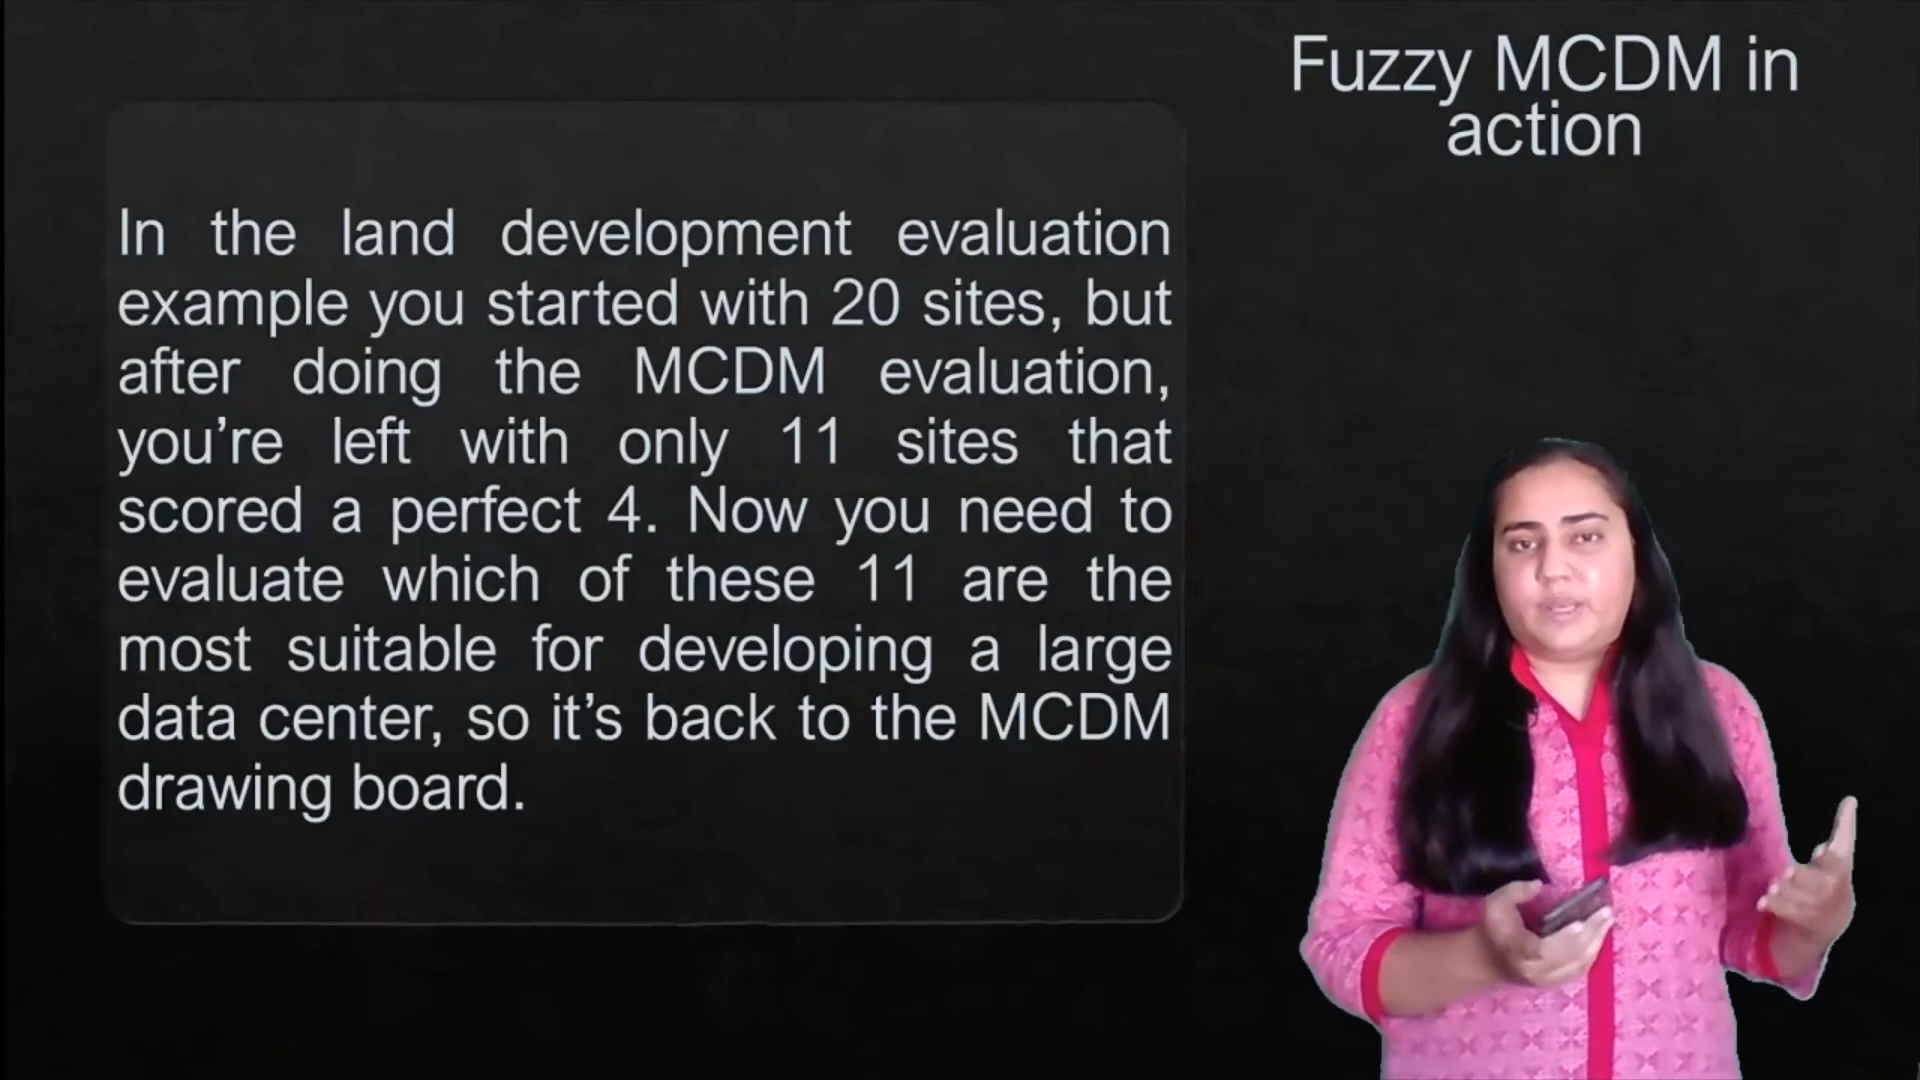 Fuzzy MCDM in
action
In the land development evaluation
example you started with 20 sites, but
after doing the MCDM evaluation,
you’re left with only 11 sites that
scored a perfect 4. Now you need to
evaluate which of these 11 are the
most suitable for developing a large
data center, so it’s back to the MCDM
drawing board.